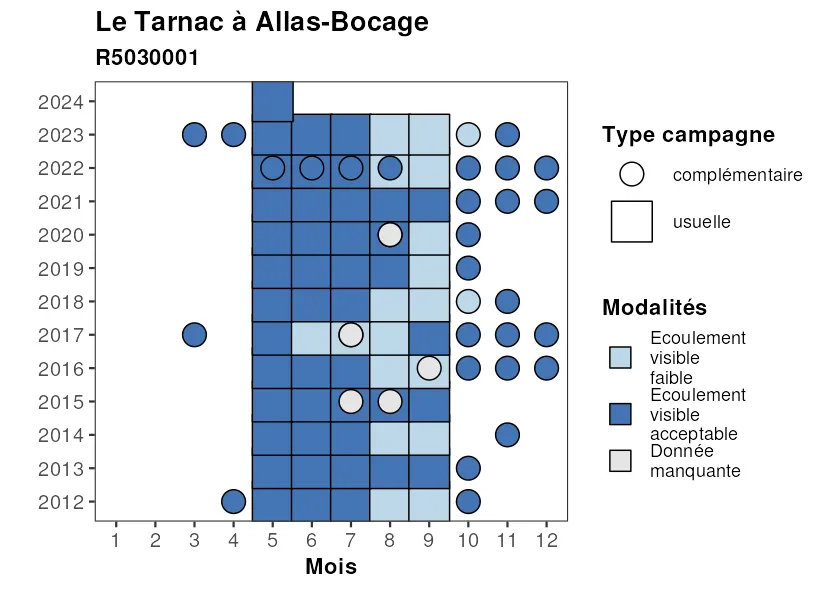 Le Tarnac à Allas-Bocage
R5030001
2024
2023
2022
2021
2020
2019
2018
2017
2016
2015
2014
2013
2012
1 2 3 4 5 6 7 8 9 10 11 12
Mois
Type campagne
complémentaire
usuelle
Modalités
Ecoulement
visible
faible
Ecoulement
visible
acceptable
Donnée
manquante